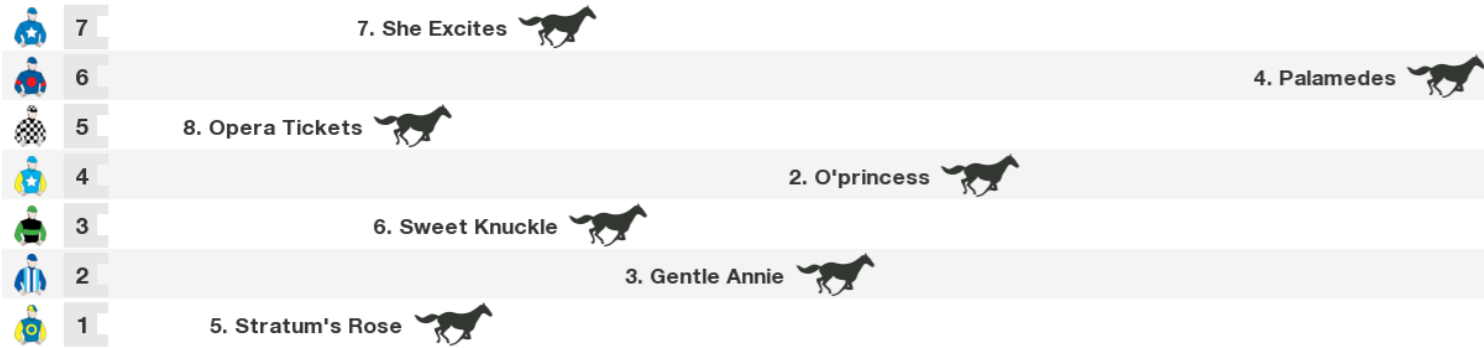 7 7. She Excites
6 4. Palamedes
5 8. Opera Tickets
4 2. O'princess
3 6. Sweet Knuckle
2 3. Gentle Annie
1 5. Stratum's Rose